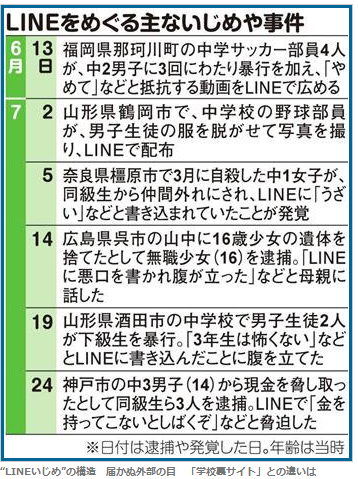 LINEをめぐる主ないじめや事件
6月 13日 福岡県那珂川町の中学サッカー部員4人
が、中2男子に3回にわたり暴行を加え、「や
めて」などと抵抗する動画をLINEで広める
7 2 山形県鶴岡市で、中学校の野球部員
が、男子生徒の服を脱がせて写真を撮
り、LINEで配布
5 奈良県橿原市で3月に自殺した中1女子が、
同級生から仲間外れにされ、LINEに「うざ
い」などと書き込まれていたことが発覚
14 広島県呉市の山中に16歳少女の遺体を
捨てたとして無職少女(16)を逮捕。「LINE
に悪口を書かれ腹が立った」などと母親に
話した
19 山形県酒田市の中学校で男子生徒2人
が下級生を暴行。「3年生は怖くない」など
とLINEに書き込んだことに腹を立てた
24 神戸市の中3男子(14)から現金を脅し取っ
たとして同級生ら3人を逮捕。LINEで「金を
持ってこないとしばくぞ」などと脅迫した
※日付は逮捕や発覚した日。年齢は当時
“LINEいじめ”の構造 届かぬ外部の目 「学校裏サイト」との違いは